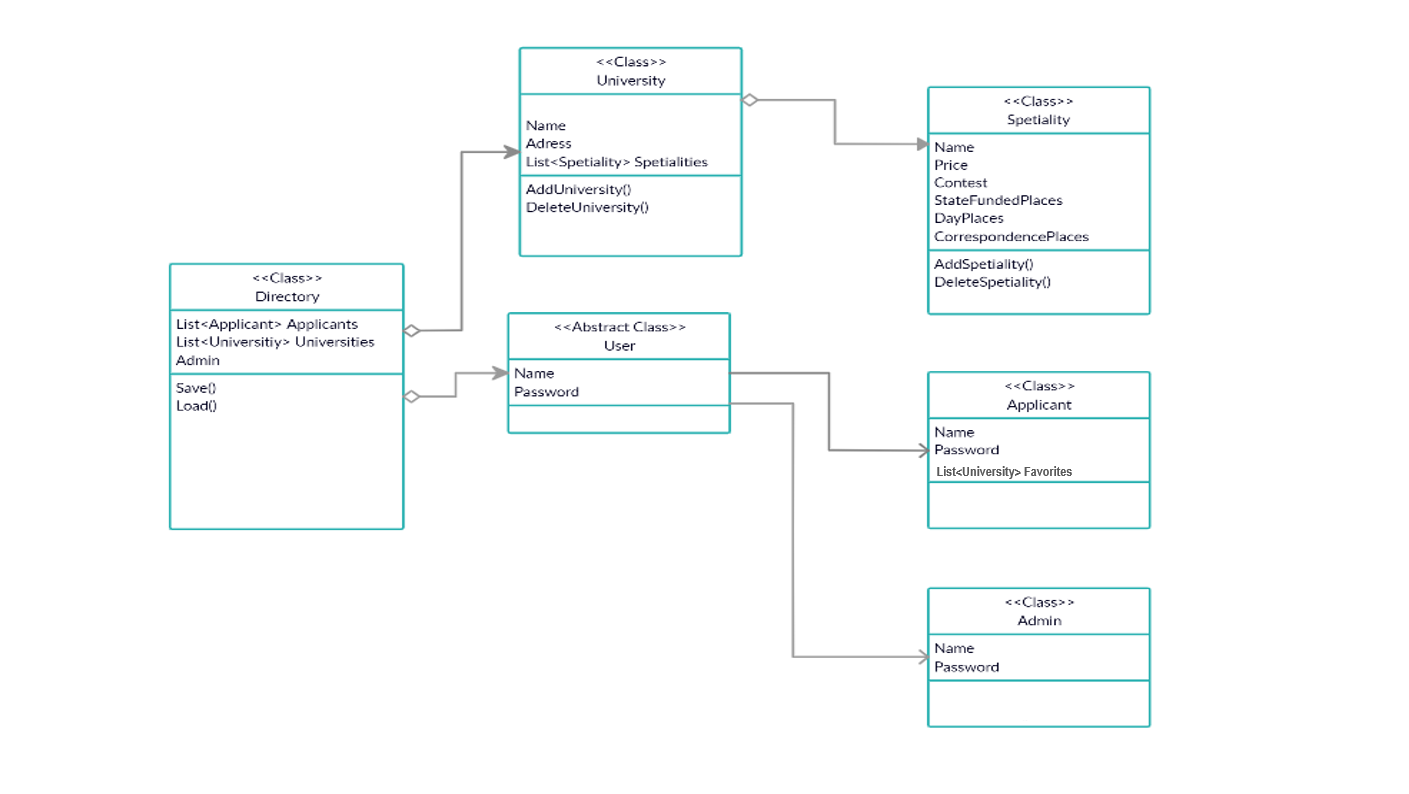 <<Class>>
University
Name
Adress
List<Spetiality> Spetialities
AddUniversity()
DeleteUniversity()
<<Class>>
Spetiality
Name
Price
Contest
StateFundedPlaces
DayPlaces
CorrespondencePlaces
AddSpetiality()
DeleteSpetiality()
<<Class>>
Directory
List<Applicant> Applicants
List<Universitiy> Universities
Admin
Save()
Load()
<<Abstract Class>>
User
Name
Password
<<Class>>
Applicant
Name
Password
List<University> Favorites
<<Class>>
Admin
Name
Password